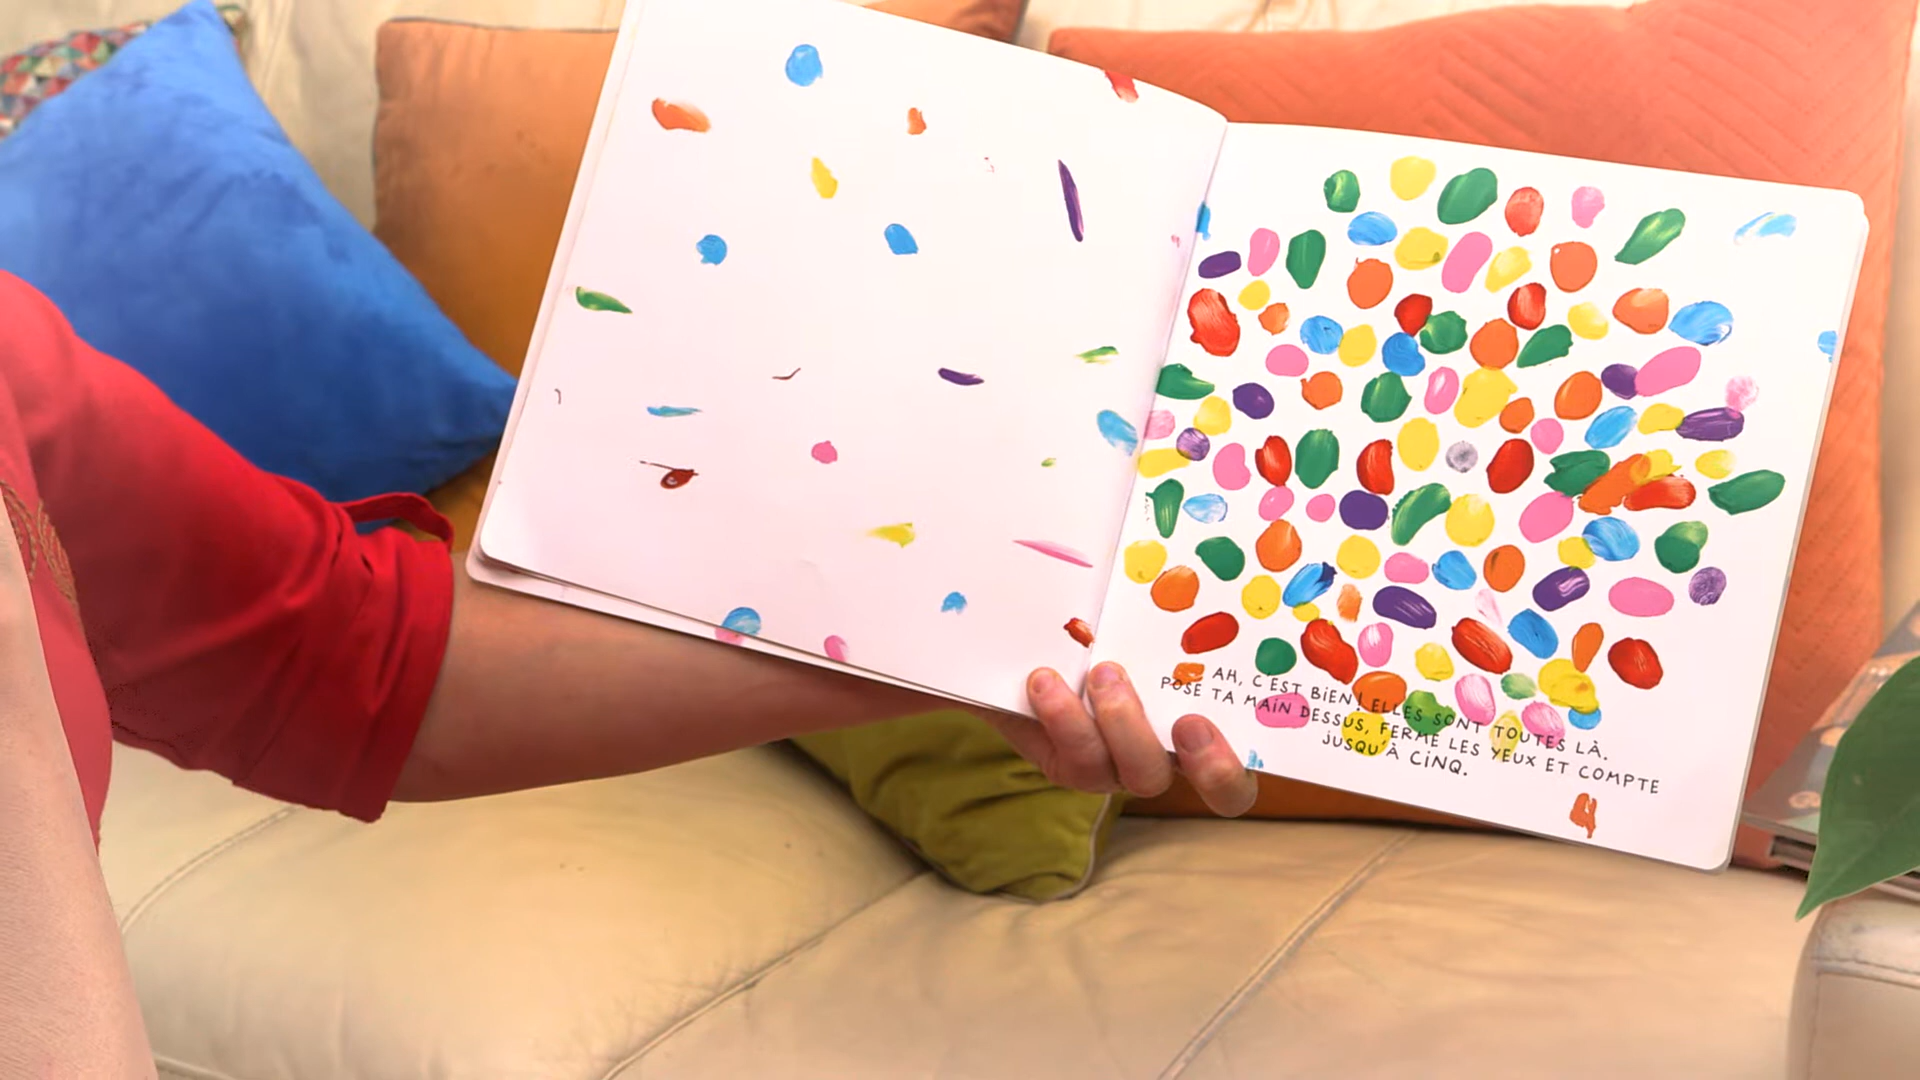 AH, C'EST BiEN! ELLES SONT TOUTES LÀ.
POSE TA MAiN DESSUS, FERME LES YEUX ET COMPTE
JUSQU'À CiNQ.